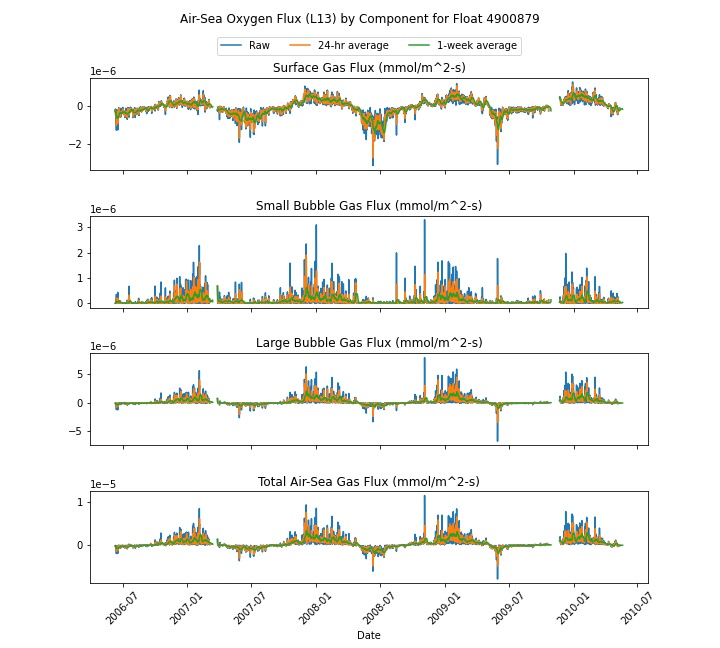 Air-Sea Oxygen Flux (L13) by Component for Float 4900879
Raw 24-hr average 1-week average
Surface Gas Flux (mmol/m^2-s)
1e−6
0
−2
Small Bubble Gas Flux (mmol/m^2-s)
1e−6
3
2
1
0
Large Bubble Gas Flux (mmol/m^2-s)
1e−6
5
0
−5
Total Air-Sea Gas Flux (mmol/m^2-s)
1e−5
1
0
2006-07 2007-01 2007-07 2008-01 2008-07 2009-01 2009-07 2010-01 2010-07
Date